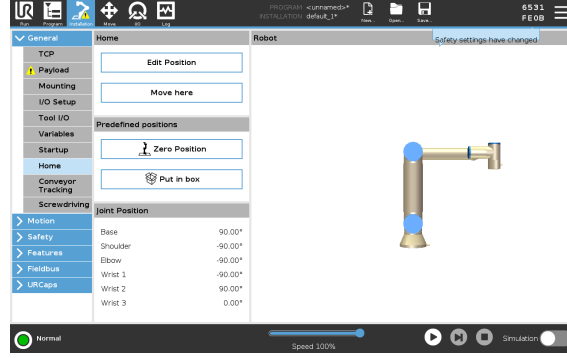 PROGRAM <unnamed>*
INSTALLATION default_1*
6531
FE0B
Run
Program
Installation
Move
I/O
Log
New...
Open...
Save...
General
TCP
Payload
Mounting
I/O Setup
Tool I/O
Variables
Startup
Home
Conveyor
Tracking
Screwdriving
Motion
Safety
Features
Fieldbus
URCaps
Home
Edit Position
Move here
Predefined positions
Zero Position
Put in box
Joint Position
Base 90.00°
Shoulder -90.00°
Elbow -90.00°
Wrist 1 -90.00°
Wrist 2 90.00°
Wrist 3 0.00°
Robot
Safety settings have changed
Normal
Speed 100%
Simulation